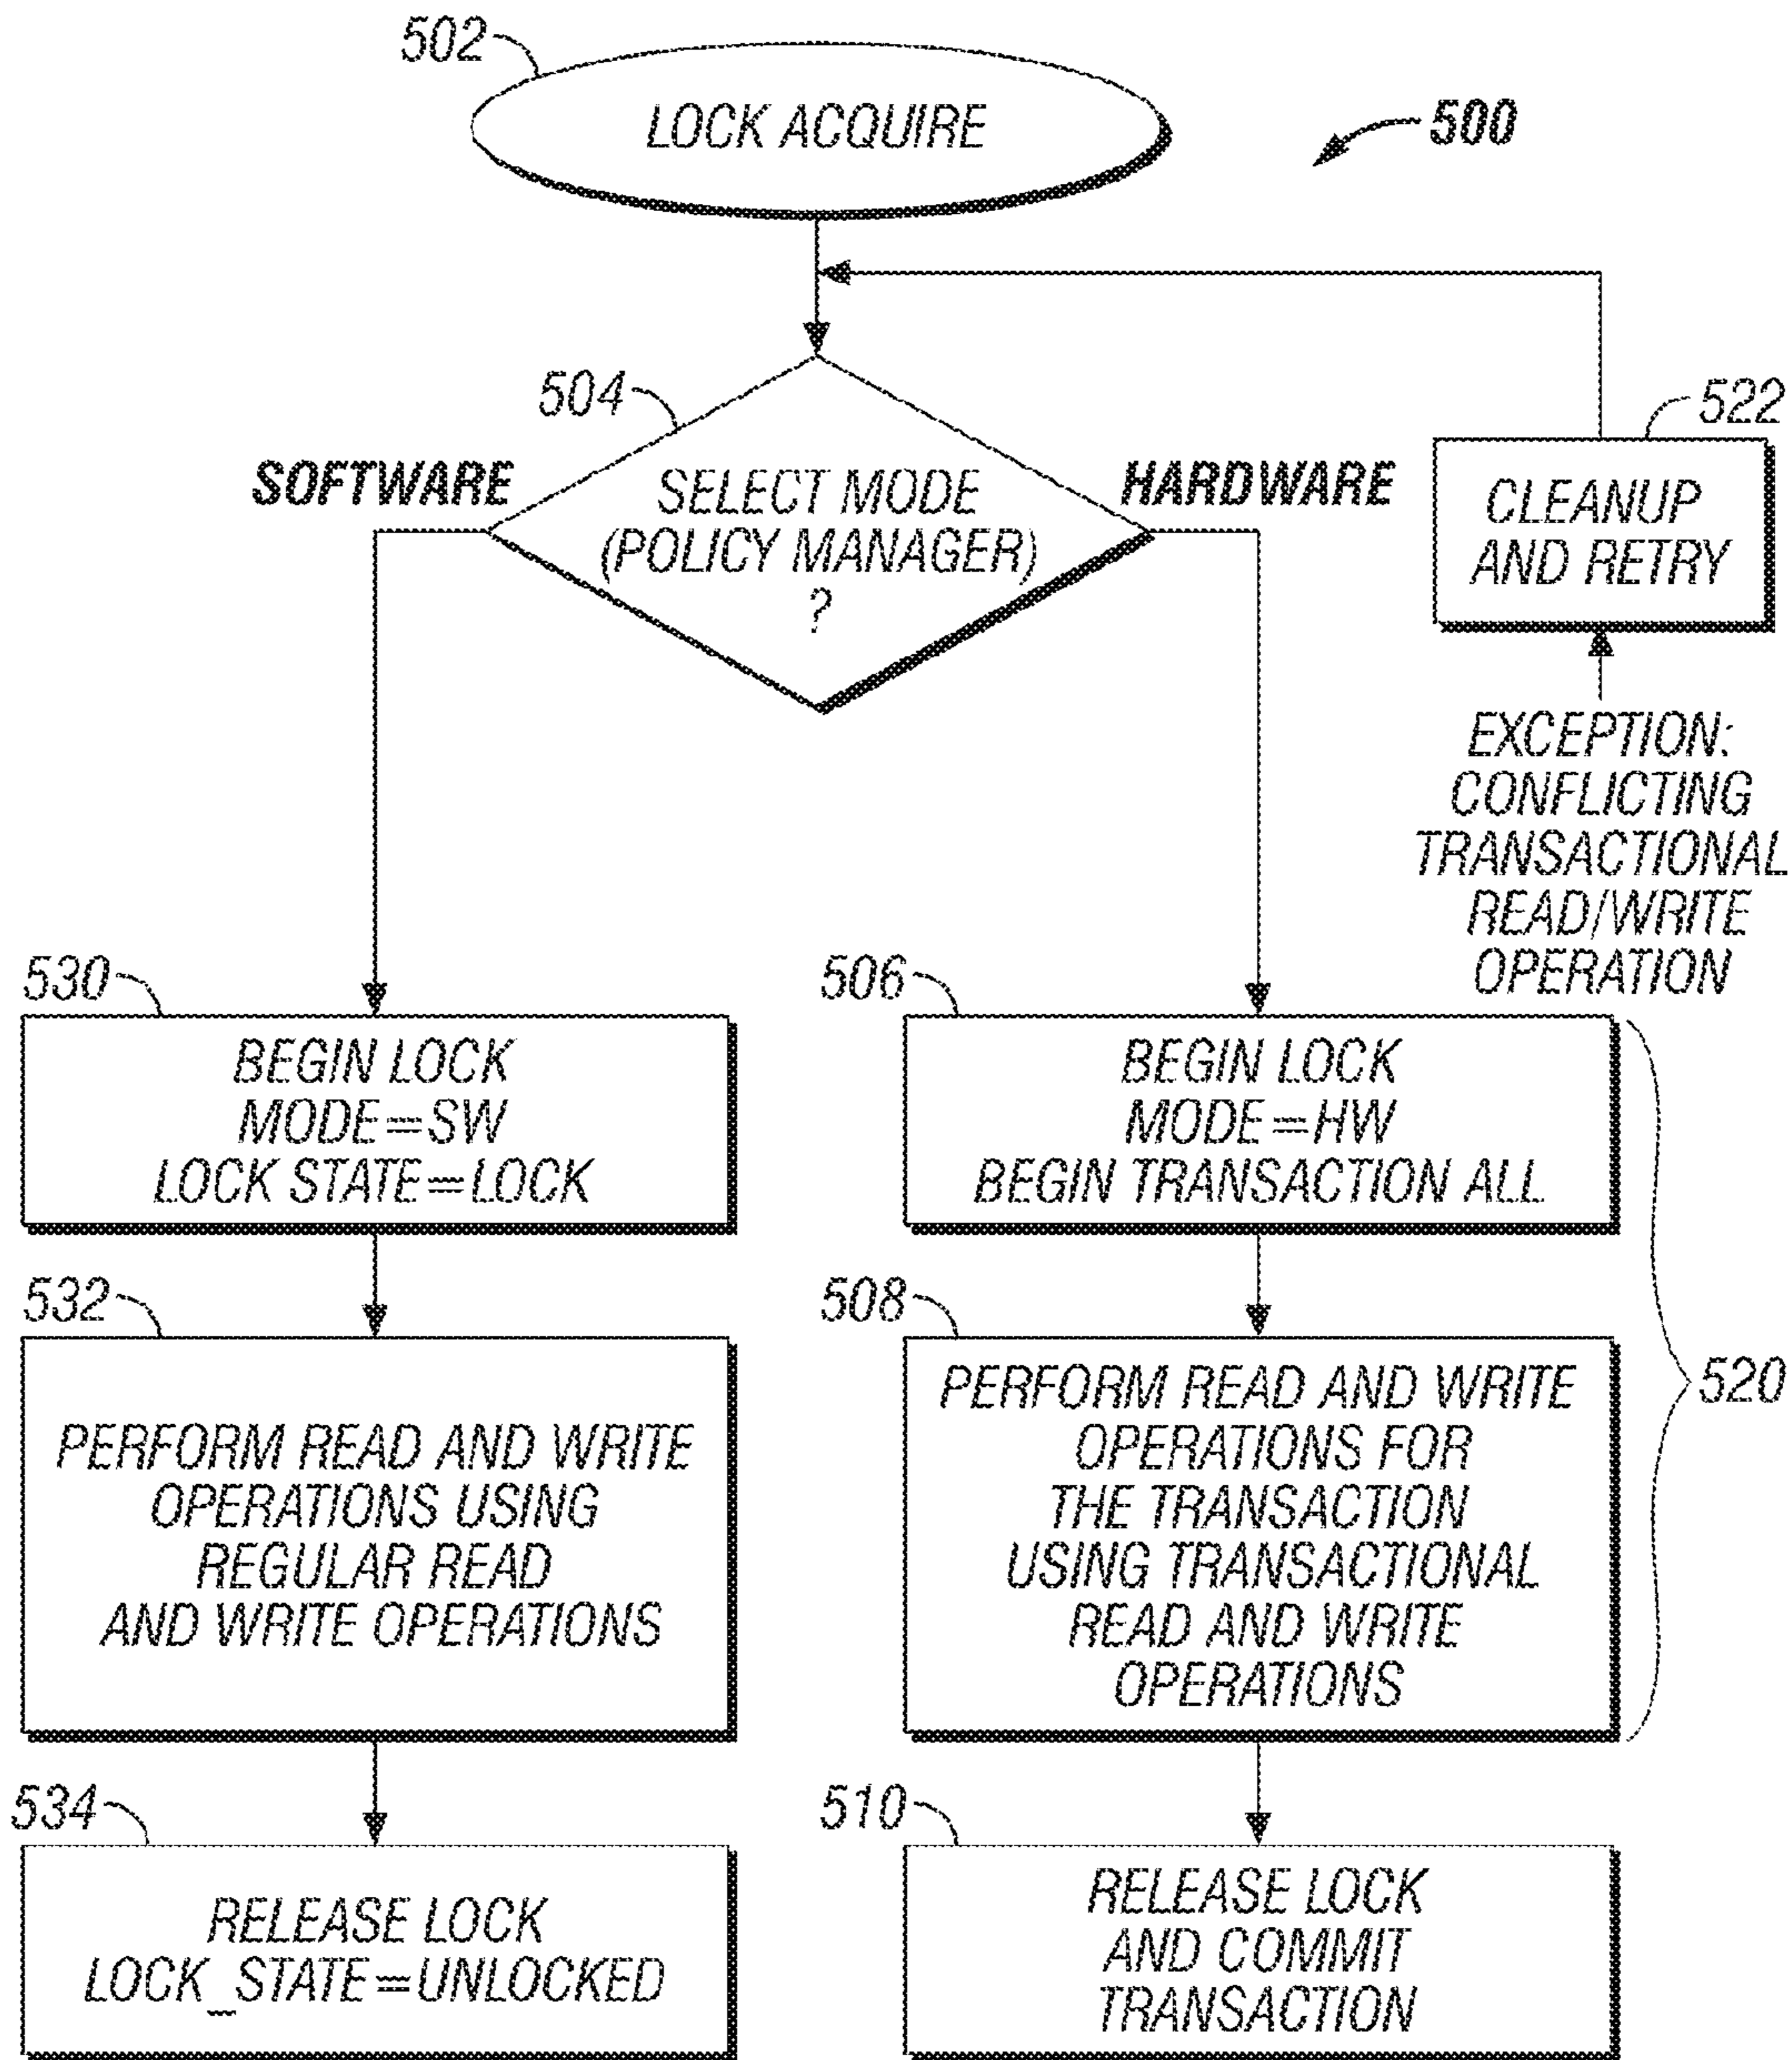 502
LOCK ACQUIRE
500
504
SOFTWARE
SELECT MODE
(POLICY MANAGER)
?
HARDWARE
522
CLEANUP
AND RETRY
EXCEPTION:
CONFLICTING
TRANSACTIONAL
READ/WRITE
OPERATION
530
BEGIN LOCK
MODE=SW
LOCK STATE=LOCK
506
BEGIN LOCK
MODE=HW
BEGIN TRANSACTION ALL
520
532
PERFORM READ AND WRITE
OPERATIONS USING
REGULAR READ
AND WRITE OPERATIONS
508
PERFORM READ AND WRITE
OPERATIONS FOR
THE TRANSACTION
USING TRANSACTIONAL
READ AND WRITE
OPERATIONS
534
RELEASE LOCK
LOCK_STATE=UNLOCKED
510
RELEASE LOCK
AND COMMIT
TRANSACTION